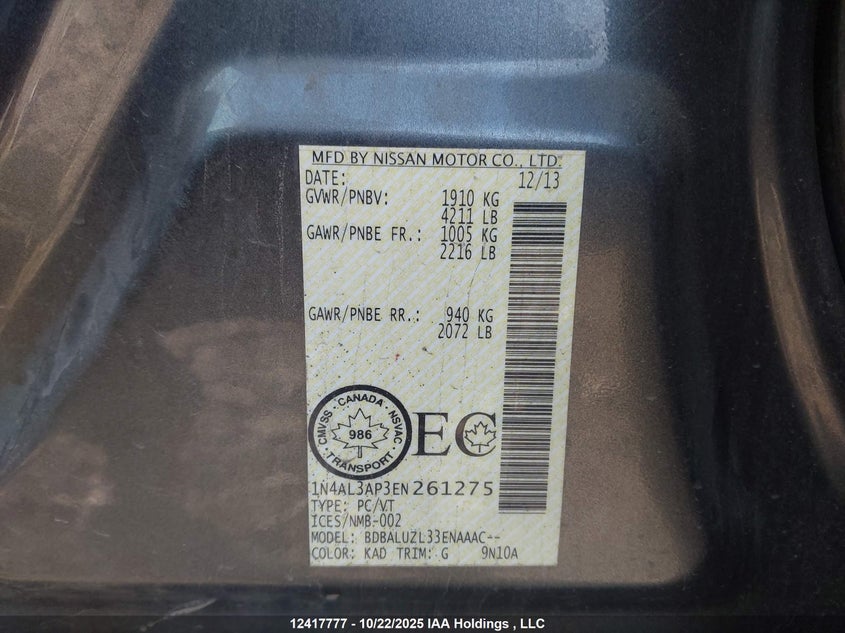 MFD BY NISSAN MOTOR CO., LTD.
DATE: 12/13
GVWR/PNBV: 1910 KG
4211 LB
GAWR/PNBE FR.: 1005 KG
2216 LB
GAWR/PNBE RR.: 940 KG
2072 LB
CANADA
CMVSS 986 NSVAC
TRANSPORT
EC
1N4AL3AP3EN261275
TYPE: PC/VT
ICES/NMB-002
MODEL: BDBALUZL33ENAAAC--
COLOR: KAD TRIM: G 9N10A
12417777 - 10/22/2025 IAA Holdings , LLC